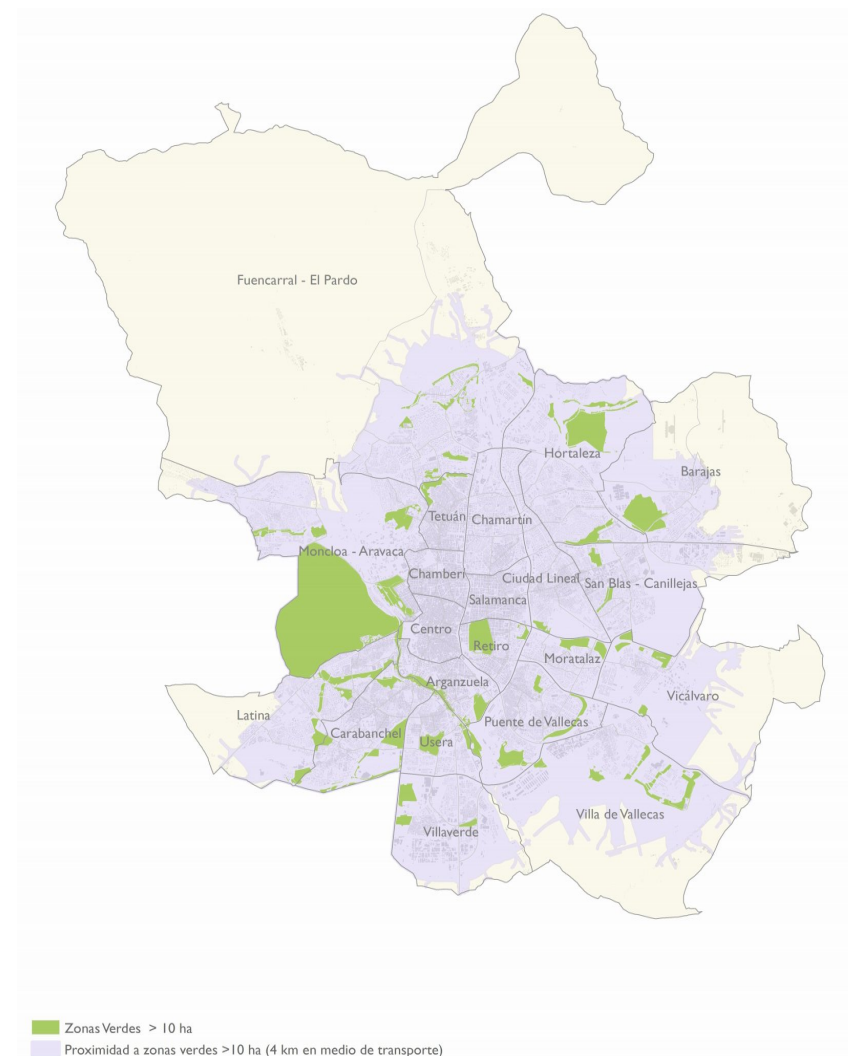 Fuencarral - El Pardo
Hortaleza
Barajas
Tetuán
Chamartín
Moncloa - Aravaca
Chamberí
Ciudad Lineal
San Blas - Canillejas
Salamanca
Centro
Retiro
Moratalaz
Arganzuela
Vicálvaro
Latina
Puente de Vallecas
Carabanchel
Usera
Villa de Vallecas
Villaverde
Zonas Verdes > 10 ha
Proximidad a zonas verdes >10 ha (4 km en medio de transporte)